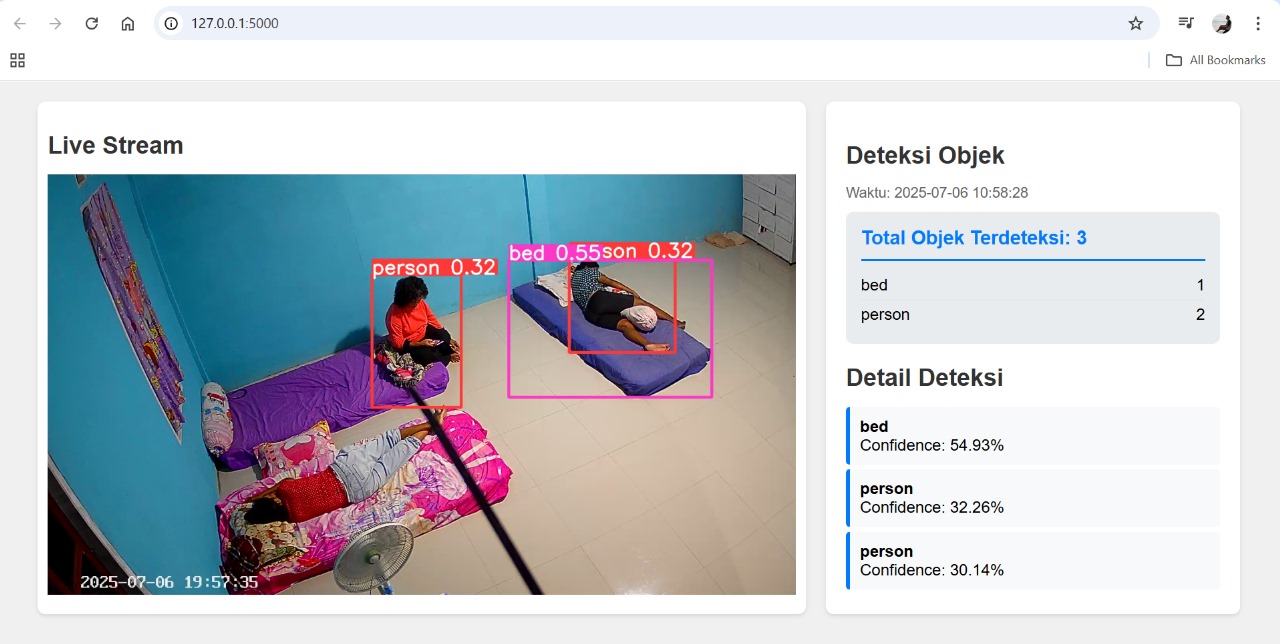 127.0.0.1:5000
All Bookmarks
Live Stream
person 0.32
bed 0.55son 0.32
2025-07-06 19:57:35
Deteksi Objek
Waktu: 2025-07-06 10:58:28
Total Objek Terdeteksi: 3
bed 1
person 2
Detail Deteksi
bed
Confidence: 54.93%
person
Confidence: 32.26%
person
Confidence: 30.14%